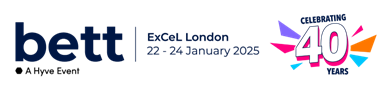 bett
A Hyve Event
ExCeL London
22 - 24 January 2025
CELEBRATING
40
YEARS